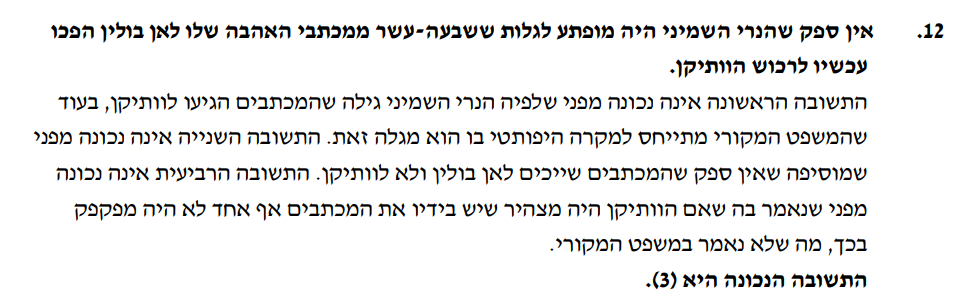 12. אין ספק שהנרי השמיני היה מופתע לגלות ששבעה-עשר ממכתבי האהבה שלו לאן בולין הפכו
עכשיו לרכוש הוותיקן.
התשובה הראשונה אינה נכונה מפני שלפיה הנרי השמיני גילה שהמכתבים הגיעו לוותיקן, בעוד
שהמשפט המקורי מתייחס למקרה היפותטי בו הוא מגלה זאת. התשובה השנייה אינה נכונה מפני
שמוסיפה שאין ספק שהמכתבים שייכים לאן בולין ולא לוותיקן. התשובה הרביעית אינה נכונה
מפני שנאמר בה שאם הוותיקן היה מצהיר שיש בידיו את המכתבים אף אחד לא היה מפקפק
בכך, מה שלא נאמר במשפט המקורי.
התשובה הנכונה היא (3).